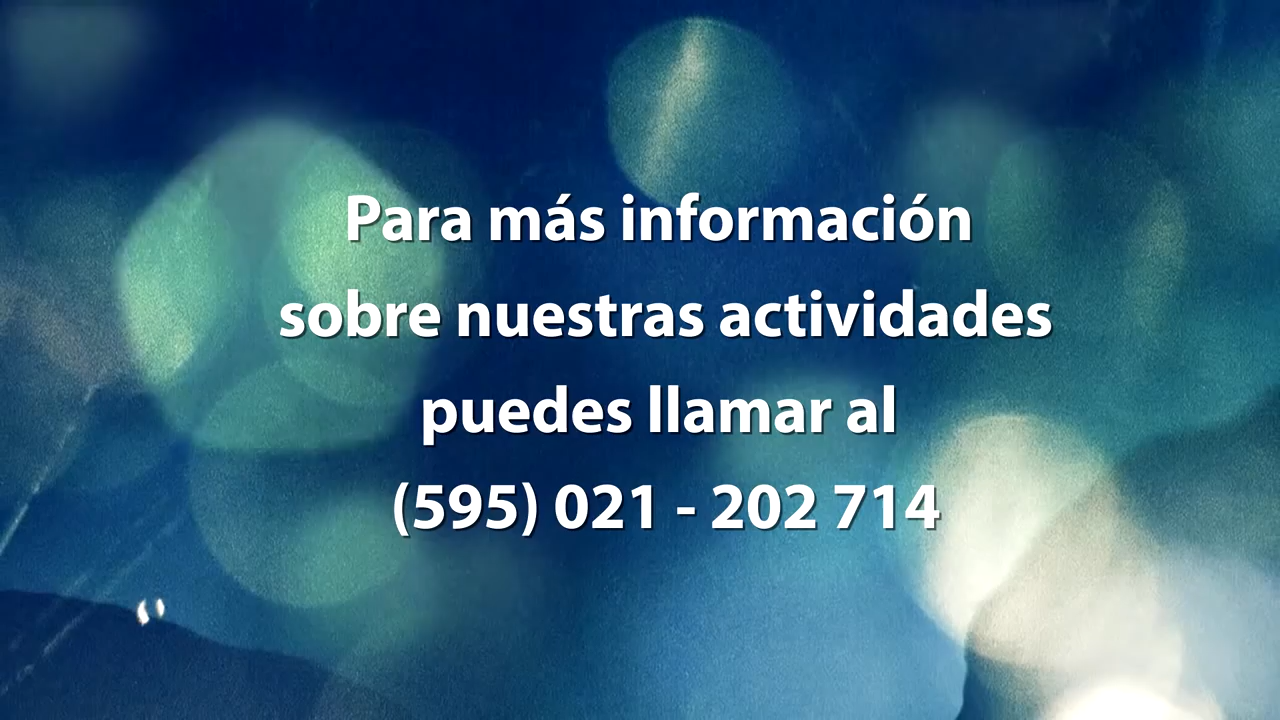 Para más información
sobre nuestras actividades
puedes llamar al
(595) 021 - 202 714